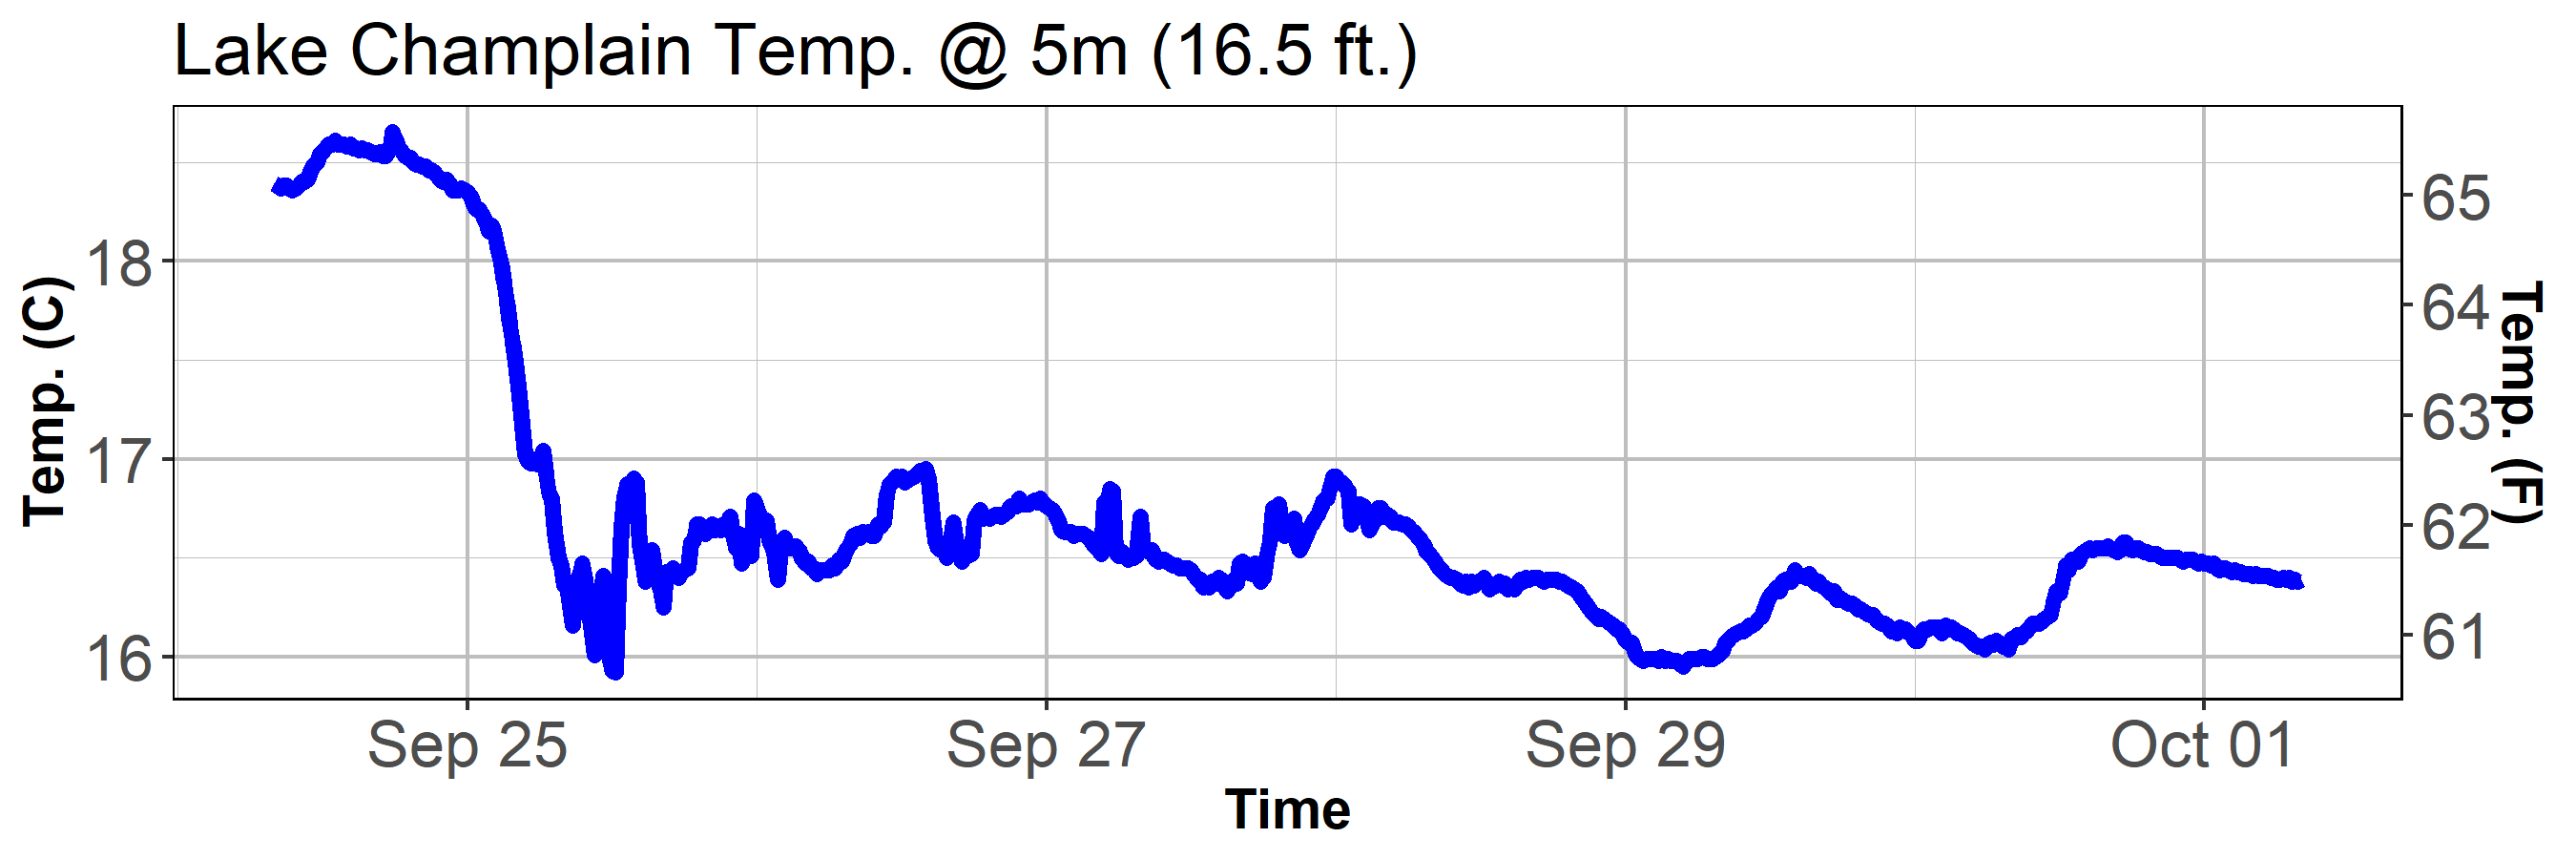 Lake Champlain Temp. @ 5m (16.5 ft.)
Temp. (C)
18
17
16
65
64
63
62
61
Temp. (F)
Sep 25 Sep 27 Sep 29 Oct 01
Time